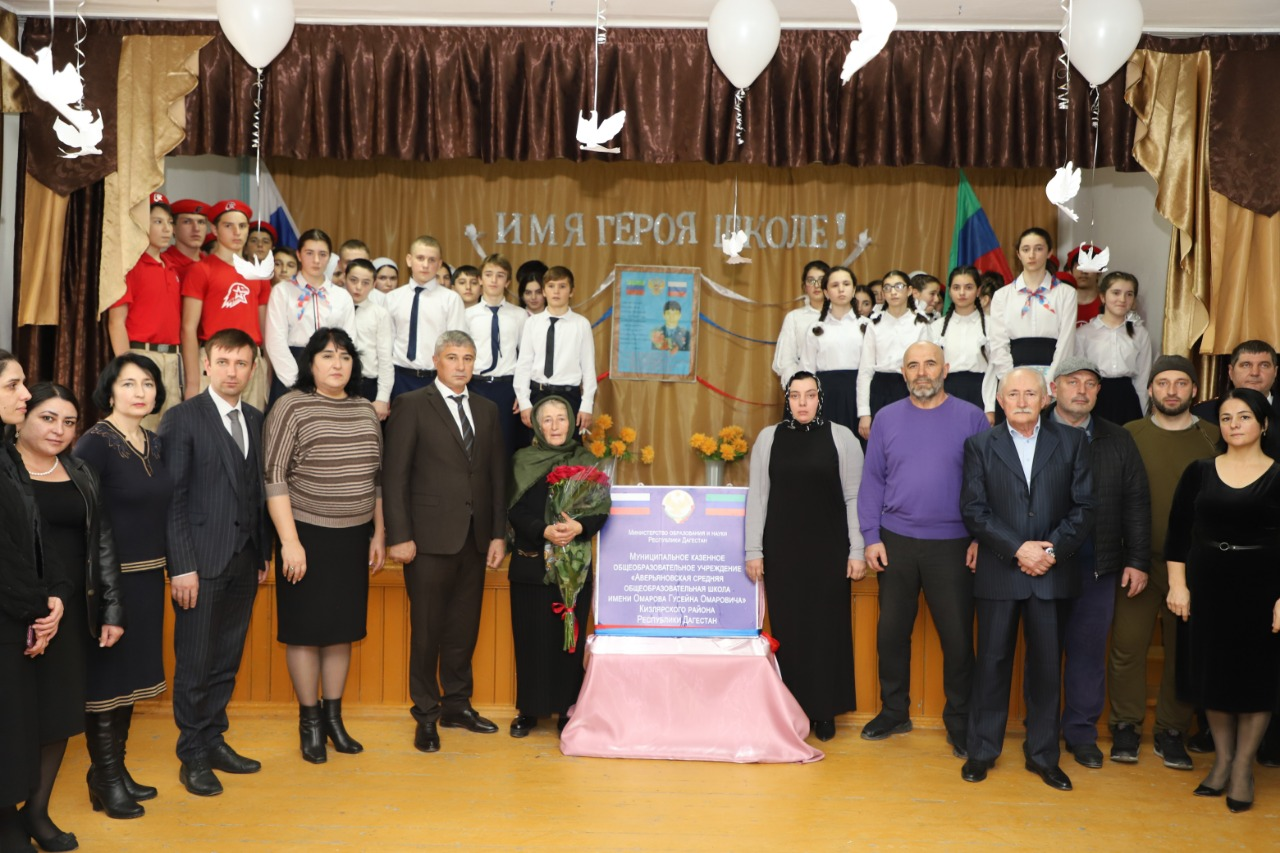 ИМЯ ГЕРОЯ ШКОЛЕ!
Министерство образования и науки
Республики Дагестан
Муниципальное казенное
общеобразовательное учреждение
«Аверьяновская средняя
общеобразовательная школа
имени Омарова Гусейна Омаровича»
Кизлярского района
Республики Дагестан